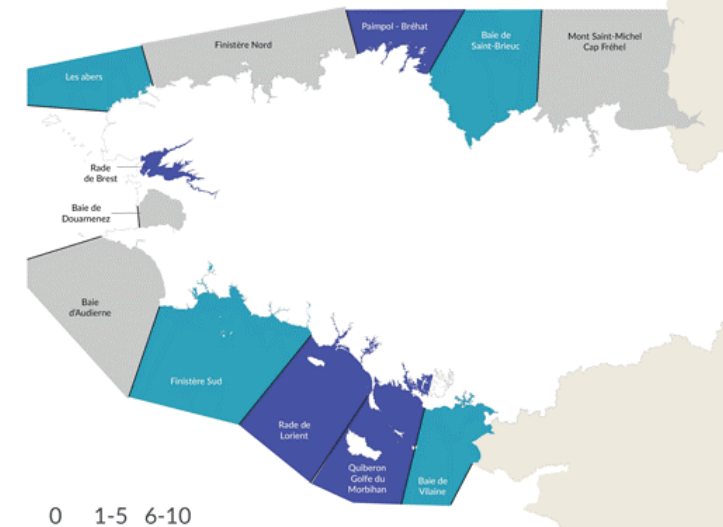 Paimpol - Bréhat
Finistère Nord
Baie de
Saint-Brieuc
Mont Saint-Michel
Cap Fréhel
Les abers
Rade
de Brest
Baie de
Douarnenez
Baie
d'Audierne
Finistère Sud
Rade de
Lorient
Quiberon
Golfe du
Morbihan
Baie de
Vilaine
0 1-5 6-10